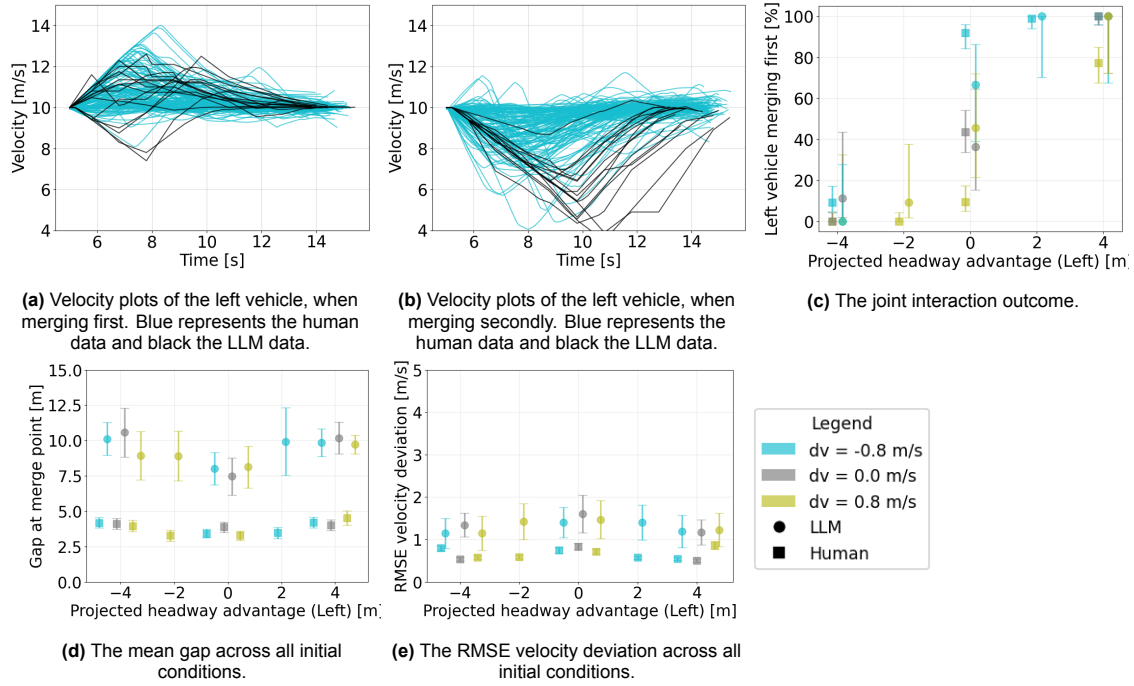 14
12
10
8
6
4
Velocity [m/s]
6 8 10 12 14
Time [s]
(a) Velocity plots of the left vehicle, when
merging first. Blue represents the human
data and black the LLM data.
14
12
10
8
6
4
Velocity [m/s]
6 8 10 12 14
Time [s]
(b) Velocity plots of the left vehicle, when
merging secondly. Blue represents the
human data and black the LLM data.
100
80
60
40
20
0
Left vehicle merging first [%]
−4 −2 0 2 4
Projected headway advantage (Left) [m]
(c) The joint interaction outcome.
15.0
12.5
10.0
7.5
5.0
2.5
0.0
Gap at merge point [m]
−4 −2 0 2 4
Projected headway advantage (Left) [m]
(d) The mean gap across all initial
conditions.
5
4
3
2
1
0
RMSE velocity deviation [m/s]
−4 −2 0 2 4
Projected headway advantage (Left) [m]
(e) The RMSE velocity deviation across all
initial conditions.
Legend
dv = -0.8 m/s
dv = 0.0 m/s
dv = 0.8 m/s
LLM
Human